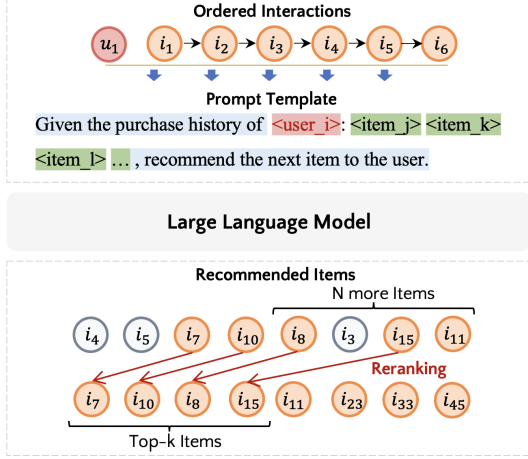 Ordered Interactions
u₁ i₁ i₂ i₃ i₄ i₅ i₆
Prompt Template
Given the purchase history of <user_i>: <item_j> <item_k>
<item_l> … , recommend the next item to the user.
Large Language Model
Recommended Items
N more Items
i₄ i₅ i₇ i₁₀ i₈ i₃ i₁₅ i₁₁
Reranking
i₇ i₁₀ i₈ i₁₅ i₁₁ i₂₃ i₃₃ i₄₅
Top-k Items